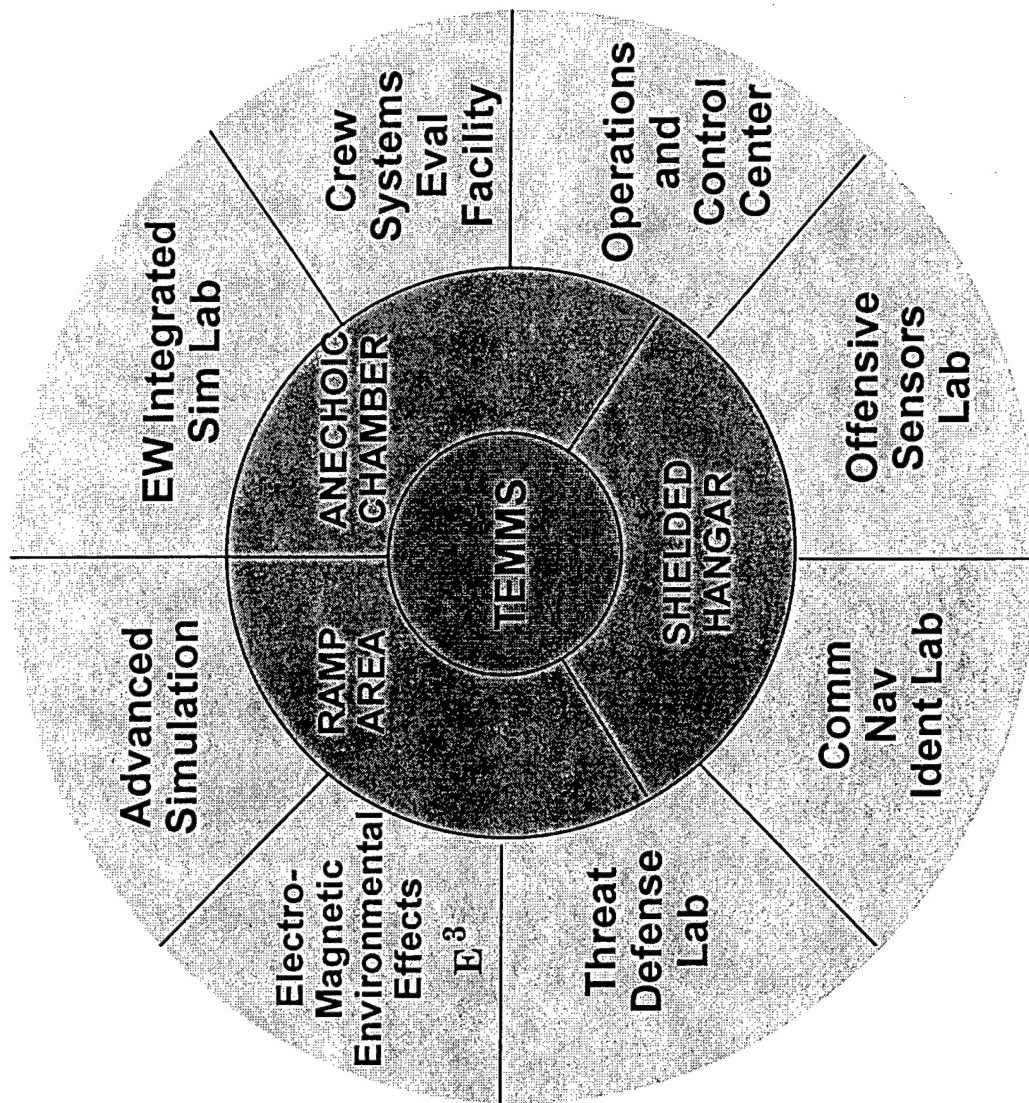 Advanced
Simulation
EW Integrated
Sim Lab
Electro-
Magnetic
Environmental
Effects
E³
Crew
Systems
Eval
Facility
RAMP
AREA
ANECHOIC
CHAMBER
TEMMS
Threat
Defense
Lab
Operations
and
Control
Center
SHIELDED
HANGAR
Comm
Nav
Ident Lab
Offensive
Sensors
Lab